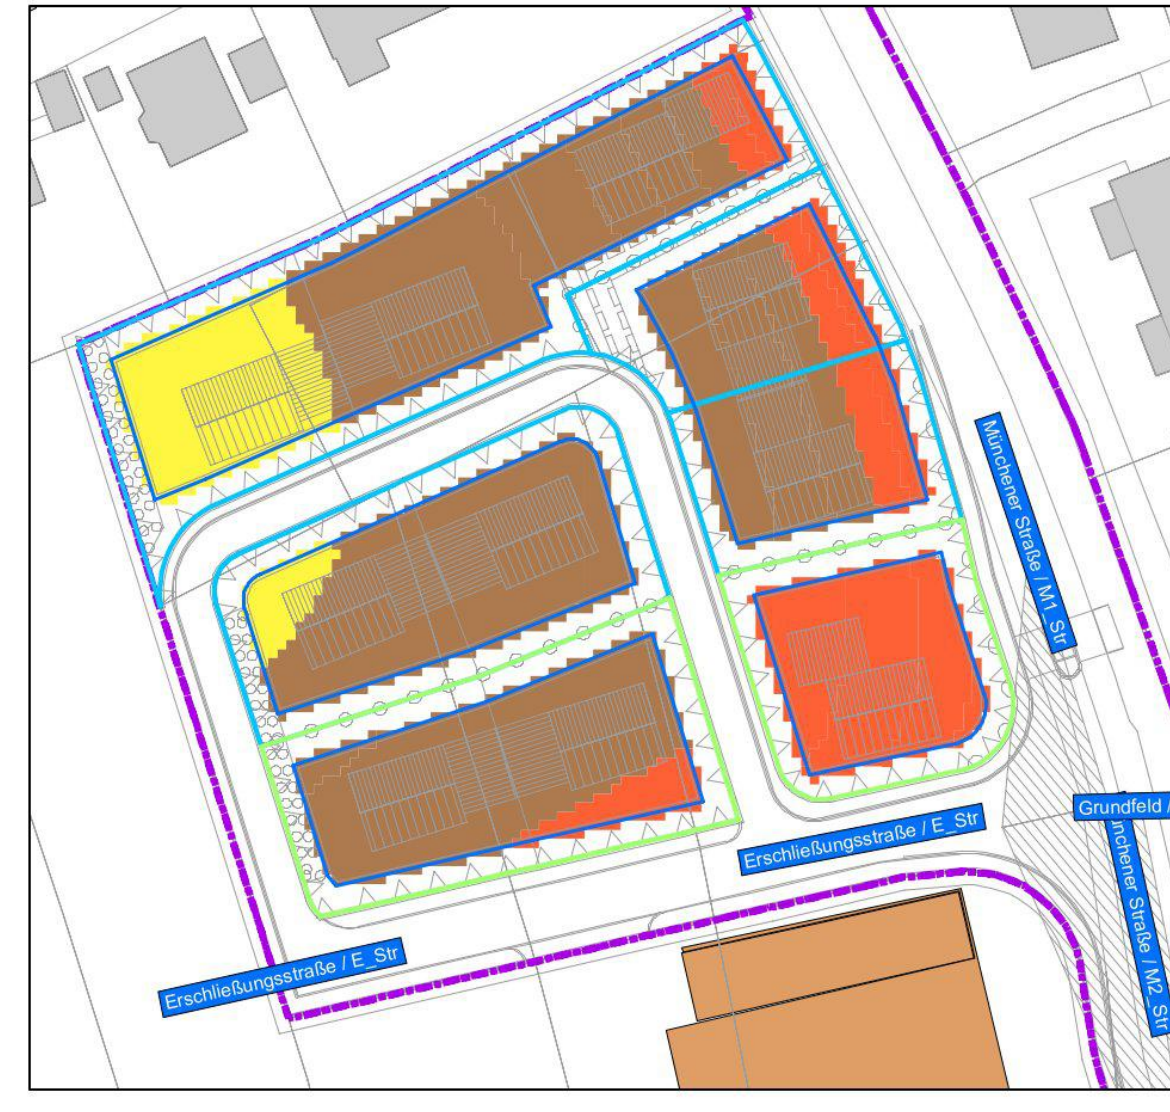 Münchener Straße / M1_Str
Grundfeld /
Erschließungsstraße / E_Str
nchener Straße / M2_Str
Erschließungsstraße / E_Str